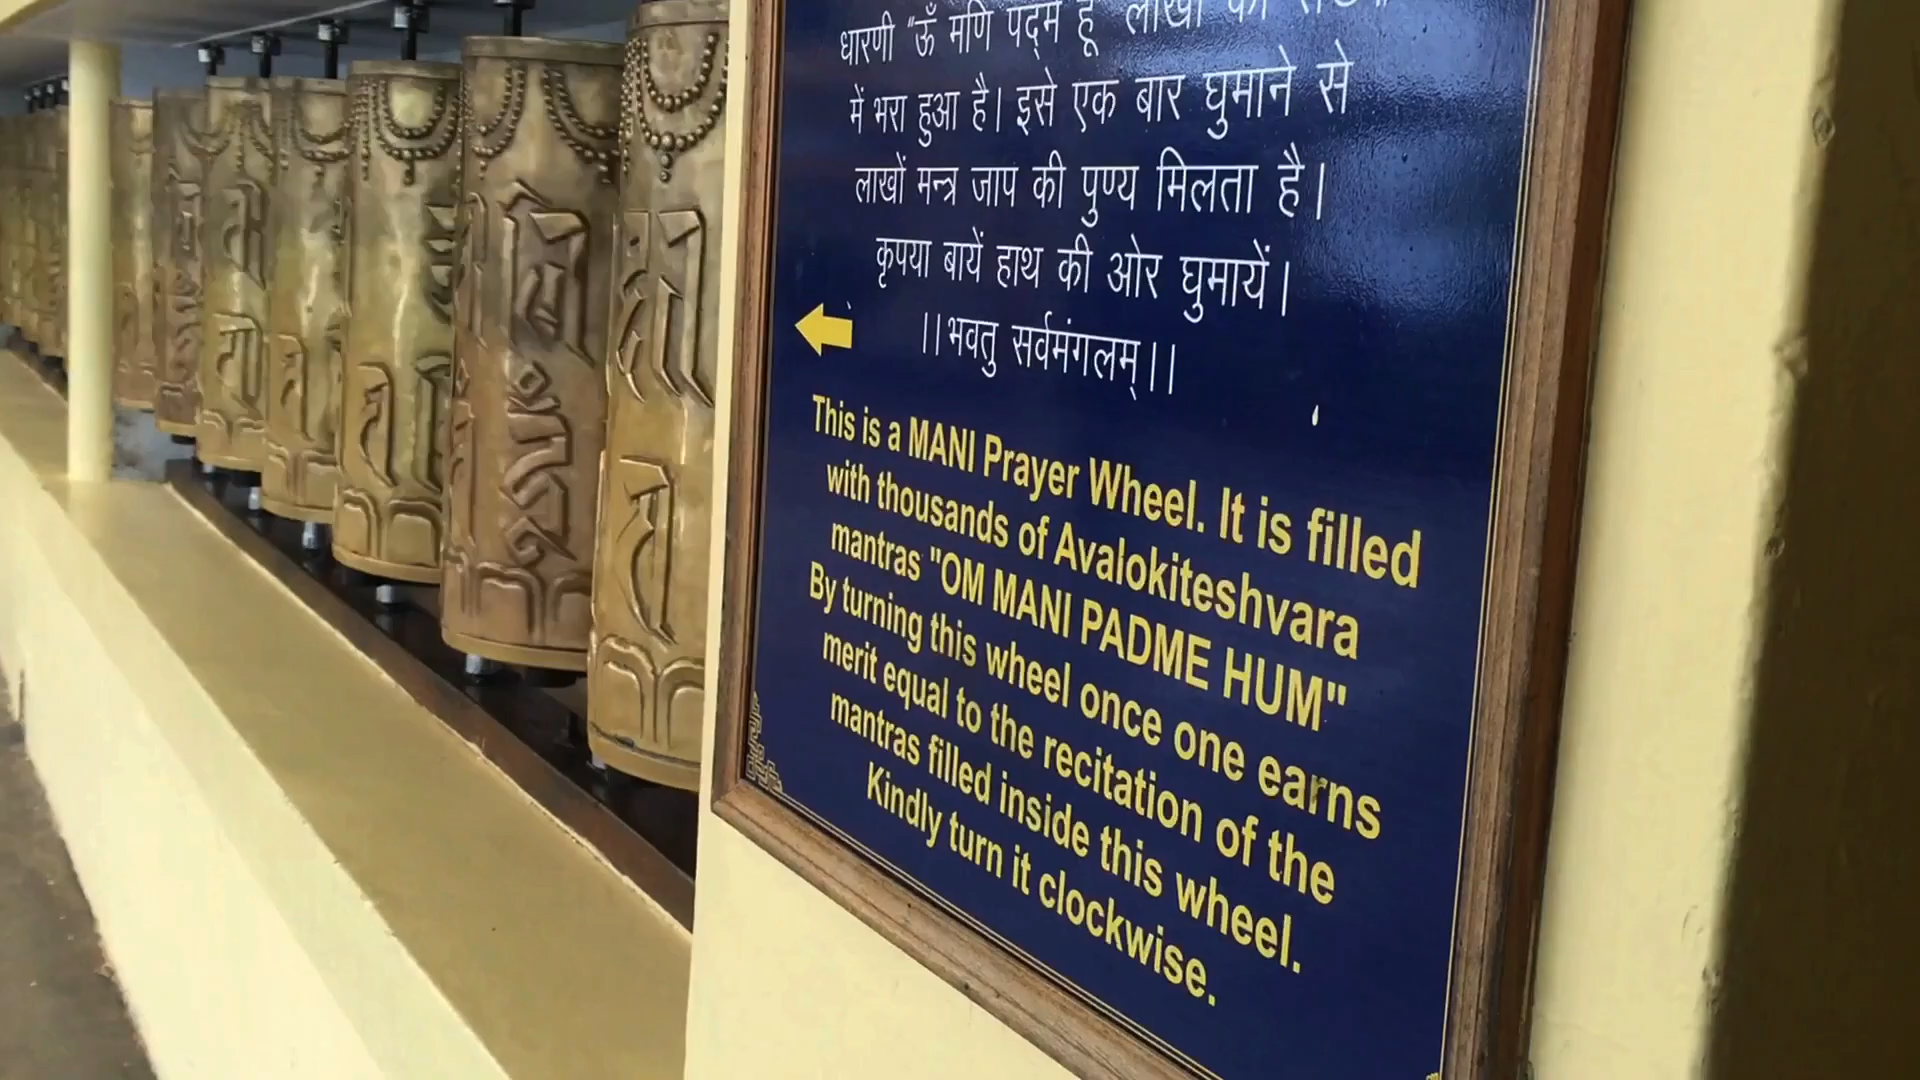 धारणी "ऊँ मणि पद्मे हूँ" लाखों की
में भरा हुआ है। इसे एक बार घुमाने से
लाखों मन्त्र जाप की पुण्य मिलता है।
कृपया बायें हाथ की ओर घुमायें।
।।भवतु सर्वमंगलम्।।
This is a MANI Prayer Wheel. It is filled
with thousands of Avalokiteshvara
mantras "OM MANI PADME HUM"
By turning this wheel once one earns
merit equal to the recitation of the
mantras filled inside this wheel.
Kindly turn it clockwise.